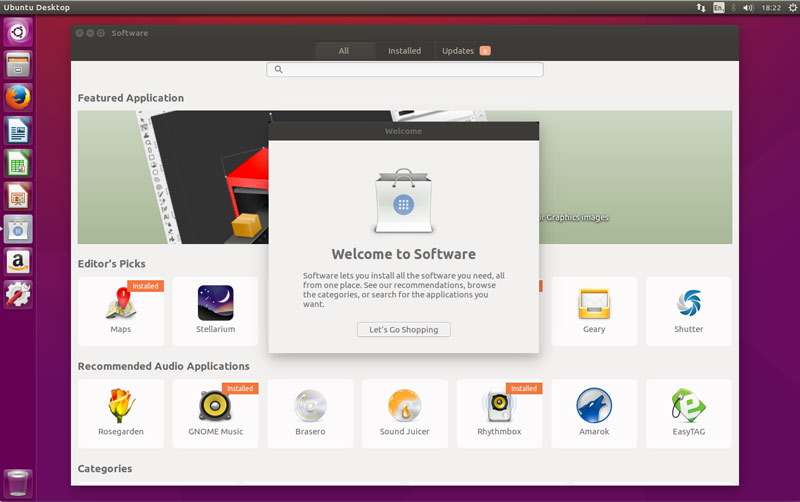 Ubuntu Desktop
En
18:22
Software
All
Installed
Updates
6
Featured Application
Welcome
or Graphics images
Welcome to Software
Software lets you install all the software you need, all
from one place. See our recommendations, browse
the categories, or search for the applications you
want.
Let's Go Shopping
Editor's Picks
Installed
Maps
Stellarium
Geary
Shutter
Recommended Audio Applications
Installed
Installed
Rosegarden
GNOME Music
Brasero
Sound Juicer
Rhythmbox
Amarok
EasyTAG
Categories